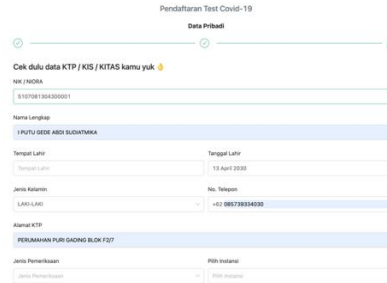 Pendaftaran Test Covid-19
Data Pribadi
Cek dulu data KTP / KIS / KITAS kamu yuk 👌
NIK / NIORA
5107081304300001
Nama Lengkap
I PUTU GEDE ABDI SUDIATMIKA
Tempat Lahir
Tanggal Lahir
Tempat Lahir
13 April 2030
Jenis Kelamin
No. Telepon
LAKI-LAKI
+62 085739334030
Alamat KTP
PERUMAHAN PURI GADING BLOK F2/7
Jenis Pemeriksaan
Pilih Instansi
Jenis Pemeriksaan
Pilih Instansi